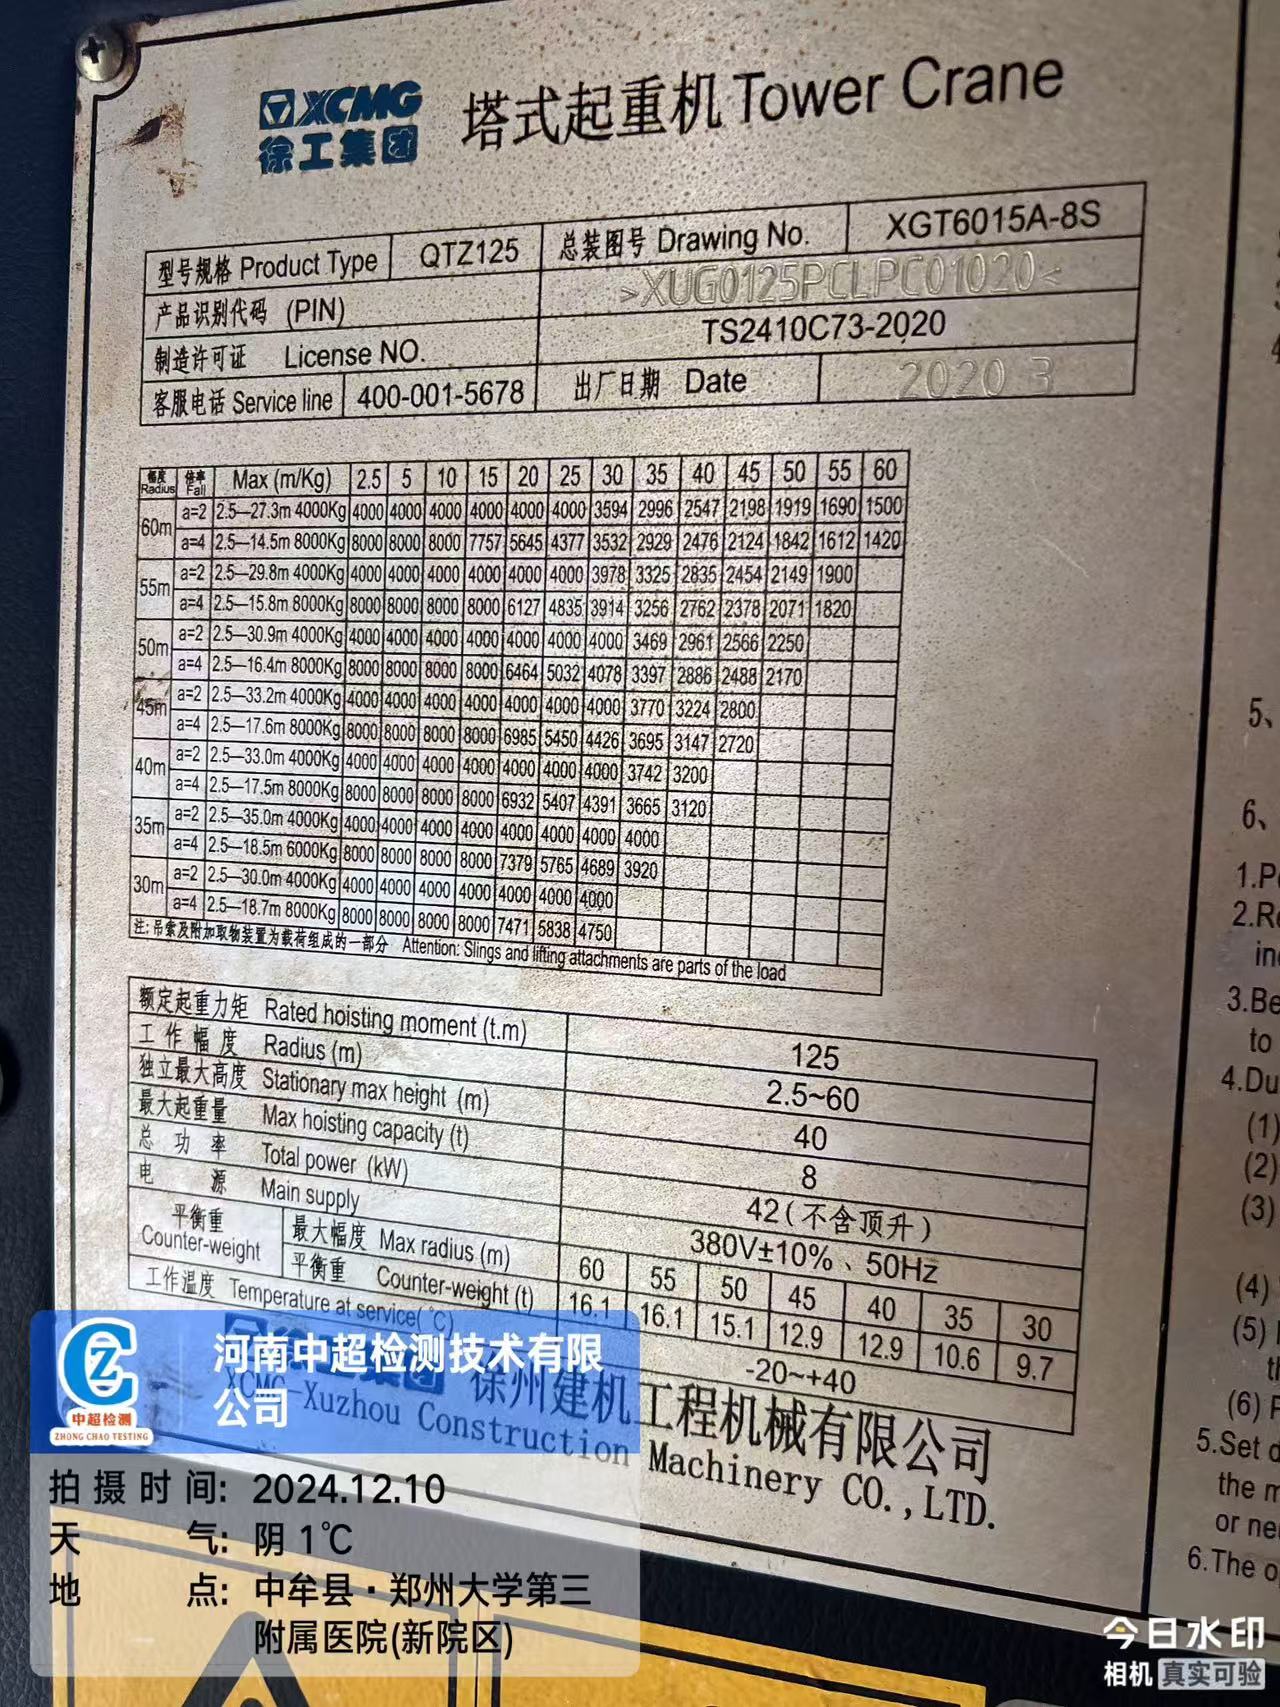 XCMG
徐工集团
塔式起重机 Tower Crane
型号规格 Product Type QTZ125 总装图号 Drawing No. XGT6015A-8S
产品识别代码 (PIN) >XUG0125PCLPC01020<
制造许可证 License NO. TS2410C73-2020
客服电话 Service line 400-001-5678 出厂日期 Date 2020 3
幅度 Radius 倍率 Fall Max (m/Kg) 2.5 5 10 15 20 25 30 35 40 45 50 55 60
60m a=2 2.5—27.3m 4000Kg 4000 4000 4000 4000 4000 4000 3594 2996 2547 2198 1919 1690 1500
a=4 2.5—14.5m 8000Kg 8000 8000 8000 7757 5645 4377 3532 2929 2476 2124 1842 1612 1420
55m a=2 2.5—29.8m 4000Kg 4000 4000 4000 4000 4000 4000 3978 3325 2835 2454 2149 1900
a=4 2.5—15.8m 8000Kg 8000 8000 8000 8000 6127 4835 3914 3256 2762 2378 2071 1820
50m a=2 2.5—30.9m 4000Kg 4000 4000 4000 4000 4000 4000 4000 3469 2961 2566 2250
a=4 2.5—16.4m 8000Kg 8000 8000 8000 8000 6464 5032 4078 3397 2886 2488 2170
45m a=2 2.5—33.2m 4000Kg 4000 4000 4000 4000 4000 4000 4000 3770 3224 2800
a=4 2.5—17.6m 8000Kg 8000 8000 8000 8000 6985 5450 4426 3695 3147 2720
40m a=2 2.5—33.0m 4000Kg 4000 4000 4000 4000 4000 4000 4000 3742 3200
a=4 2.5—17.5m 8000Kg 8000 8000 8000 8000 6932 5407 4391 3665 3120
35m a=2 2.5—35.0m 4000Kg 4000 4000 4000 4000 4000 4000 4000 4000
a=4 2.5—18.5m 6000Kg 8000 8000 8000 8000 7379 5765 4689 3920
30m a=2 2.5—30.0m 4000Kg 4000 4000 4000 4000 4000 4000 4000
a=4 2.5—18.7m 8000Kg 8000 8000 8000 8000 7471 5838 4750
注: 吊索及附加取物装置为载荷组成的一部分 Attention: Slings and lifting attachments are parts of the load
额定起重力矩 Rated hoisting moment (t.m) 125
工作幅度 Radius (m) 2.5~60
独立最大高度 Stationary max height (m) 40
最大起重量 Max hoisting capacity (t) 8
总功率 Total power (kW) 42(不含顶升)
电源 Main supply 380V±10%、50Hz
平衡重 Counter-weight 最大幅度 Max radius (m) 60 55 50 45 40 35 30
平衡重 Counter-weight (t) 16.1 16.1 15.1 12.9 12.9 10.6 9.7
工作温度 Temperature at service(℃) -20~+40
徐州建机工程机械有限公司
XCMG-Xuzhou Construction Machinery CO.,LTD.
5、
6、
1.P
2.R
in
3.Be
to
4.Du
(1)
(2)
(3)
(4)
(5)
(6)
5.Set
the
or
6.The
中超检测
ZHONG CHAO TESTING
河南中超检测技术有限
公司
拍摄时间: 2024.12.10
天气: 阴 1℃
地点: 中牟县·郑州大学第三
附属医院(新院区)
今日水印
相机 真实可验